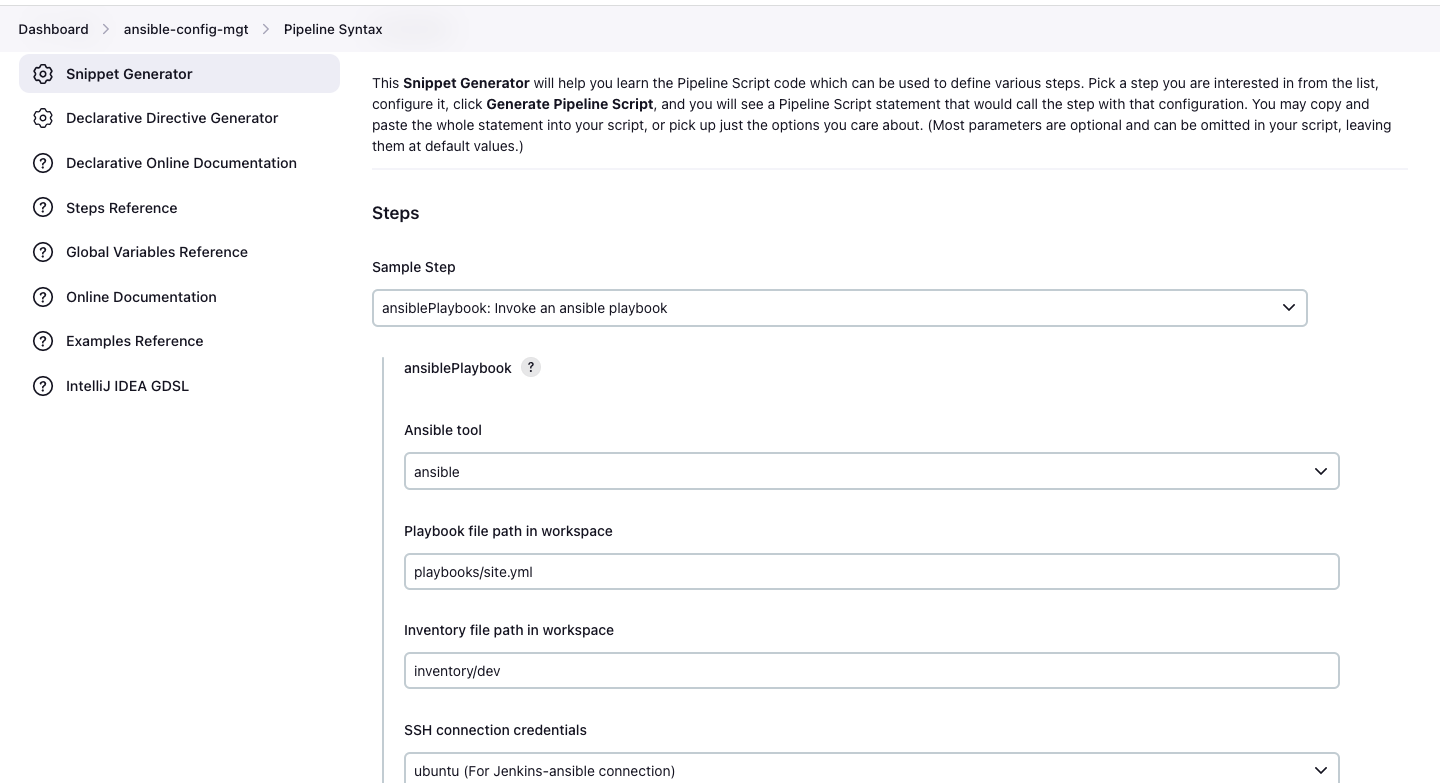 Dashboard > ansible-config-mgt > Pipeline Syntax
Snippet Generator
Declarative Directive Generator
Declarative Online Documentation
Steps Reference
Global Variables Reference
Online Documentation
Examples Reference
IntelliJ IDEA GDSL
This Snippet Generator will help you learn the Pipeline Script code which can be used to define various steps. Pick a step you are interested in from the list,
configure it, click Generate Pipeline Script, and you will see a Pipeline Script statement that would call the step with that configuration. You may copy and
paste the whole statement into your script, or pick up just the options you care about. (Most parameters are optional and can be omitted in your script, leaving
them at default values.)
Steps
Sample Step
ansiblePlaybook: Invoke an ansible playbook
ansiblePlaybook ?
Ansible tool
ansible
Playbook file path in workspace
playbooks/site.yml
Inventory file path in workspace
inventory/dev
SSH connection credentials
ubuntu (For Jenkins-ansible connection)